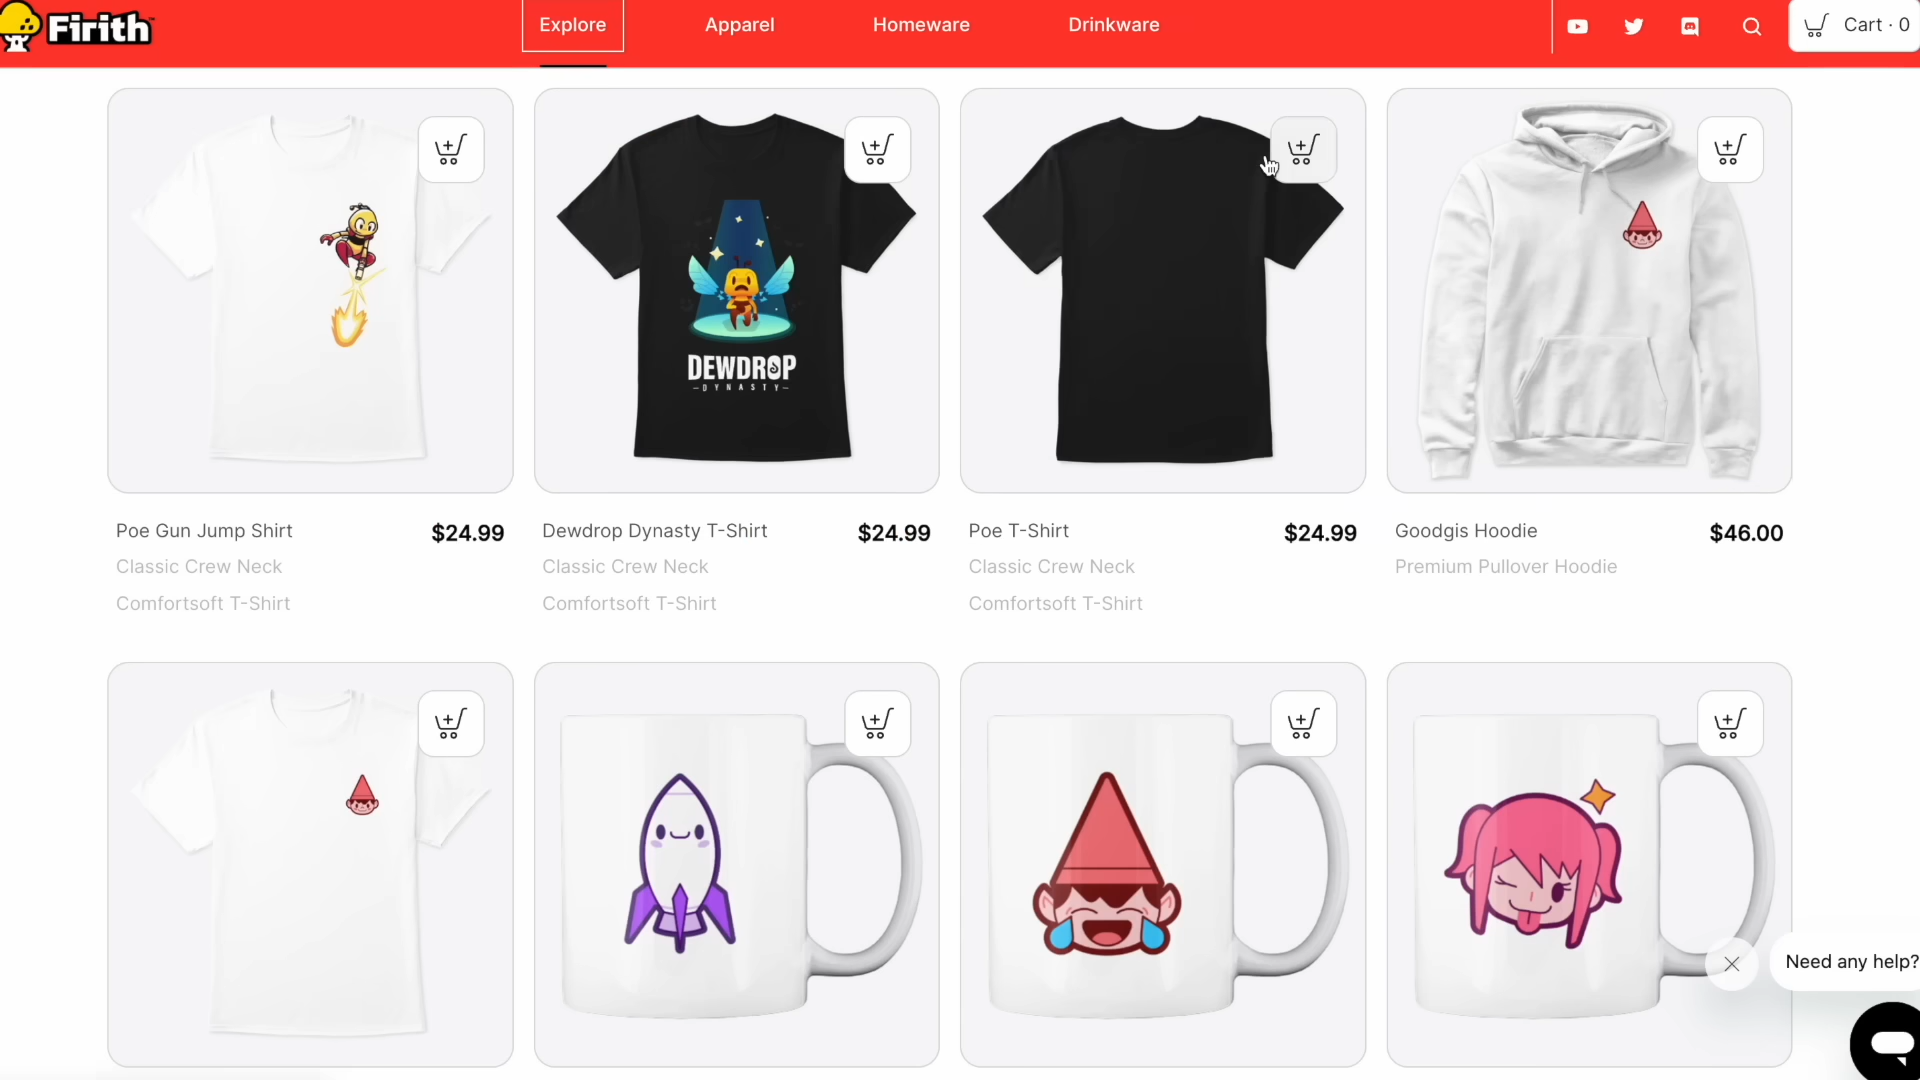 Firith
Explore
Apparel
Homeware
Drinkware
Cart · 0
DEWDROP
DYNASTY
Poe Gun Jump Shirt
$24.99
Classic Crew Neck
Comfortsoft T-Shirt
Dewdrop Dynasty T-Shirt
$24.99
Classic Crew Neck
Comfortsoft T-Shirt
Poe T-Shirt
$24.99
Classic Crew Neck
Comfortsoft T-Shirt
Goodgis Hoodie
$46.00
Premium Pullover Hoodie
Need any help?